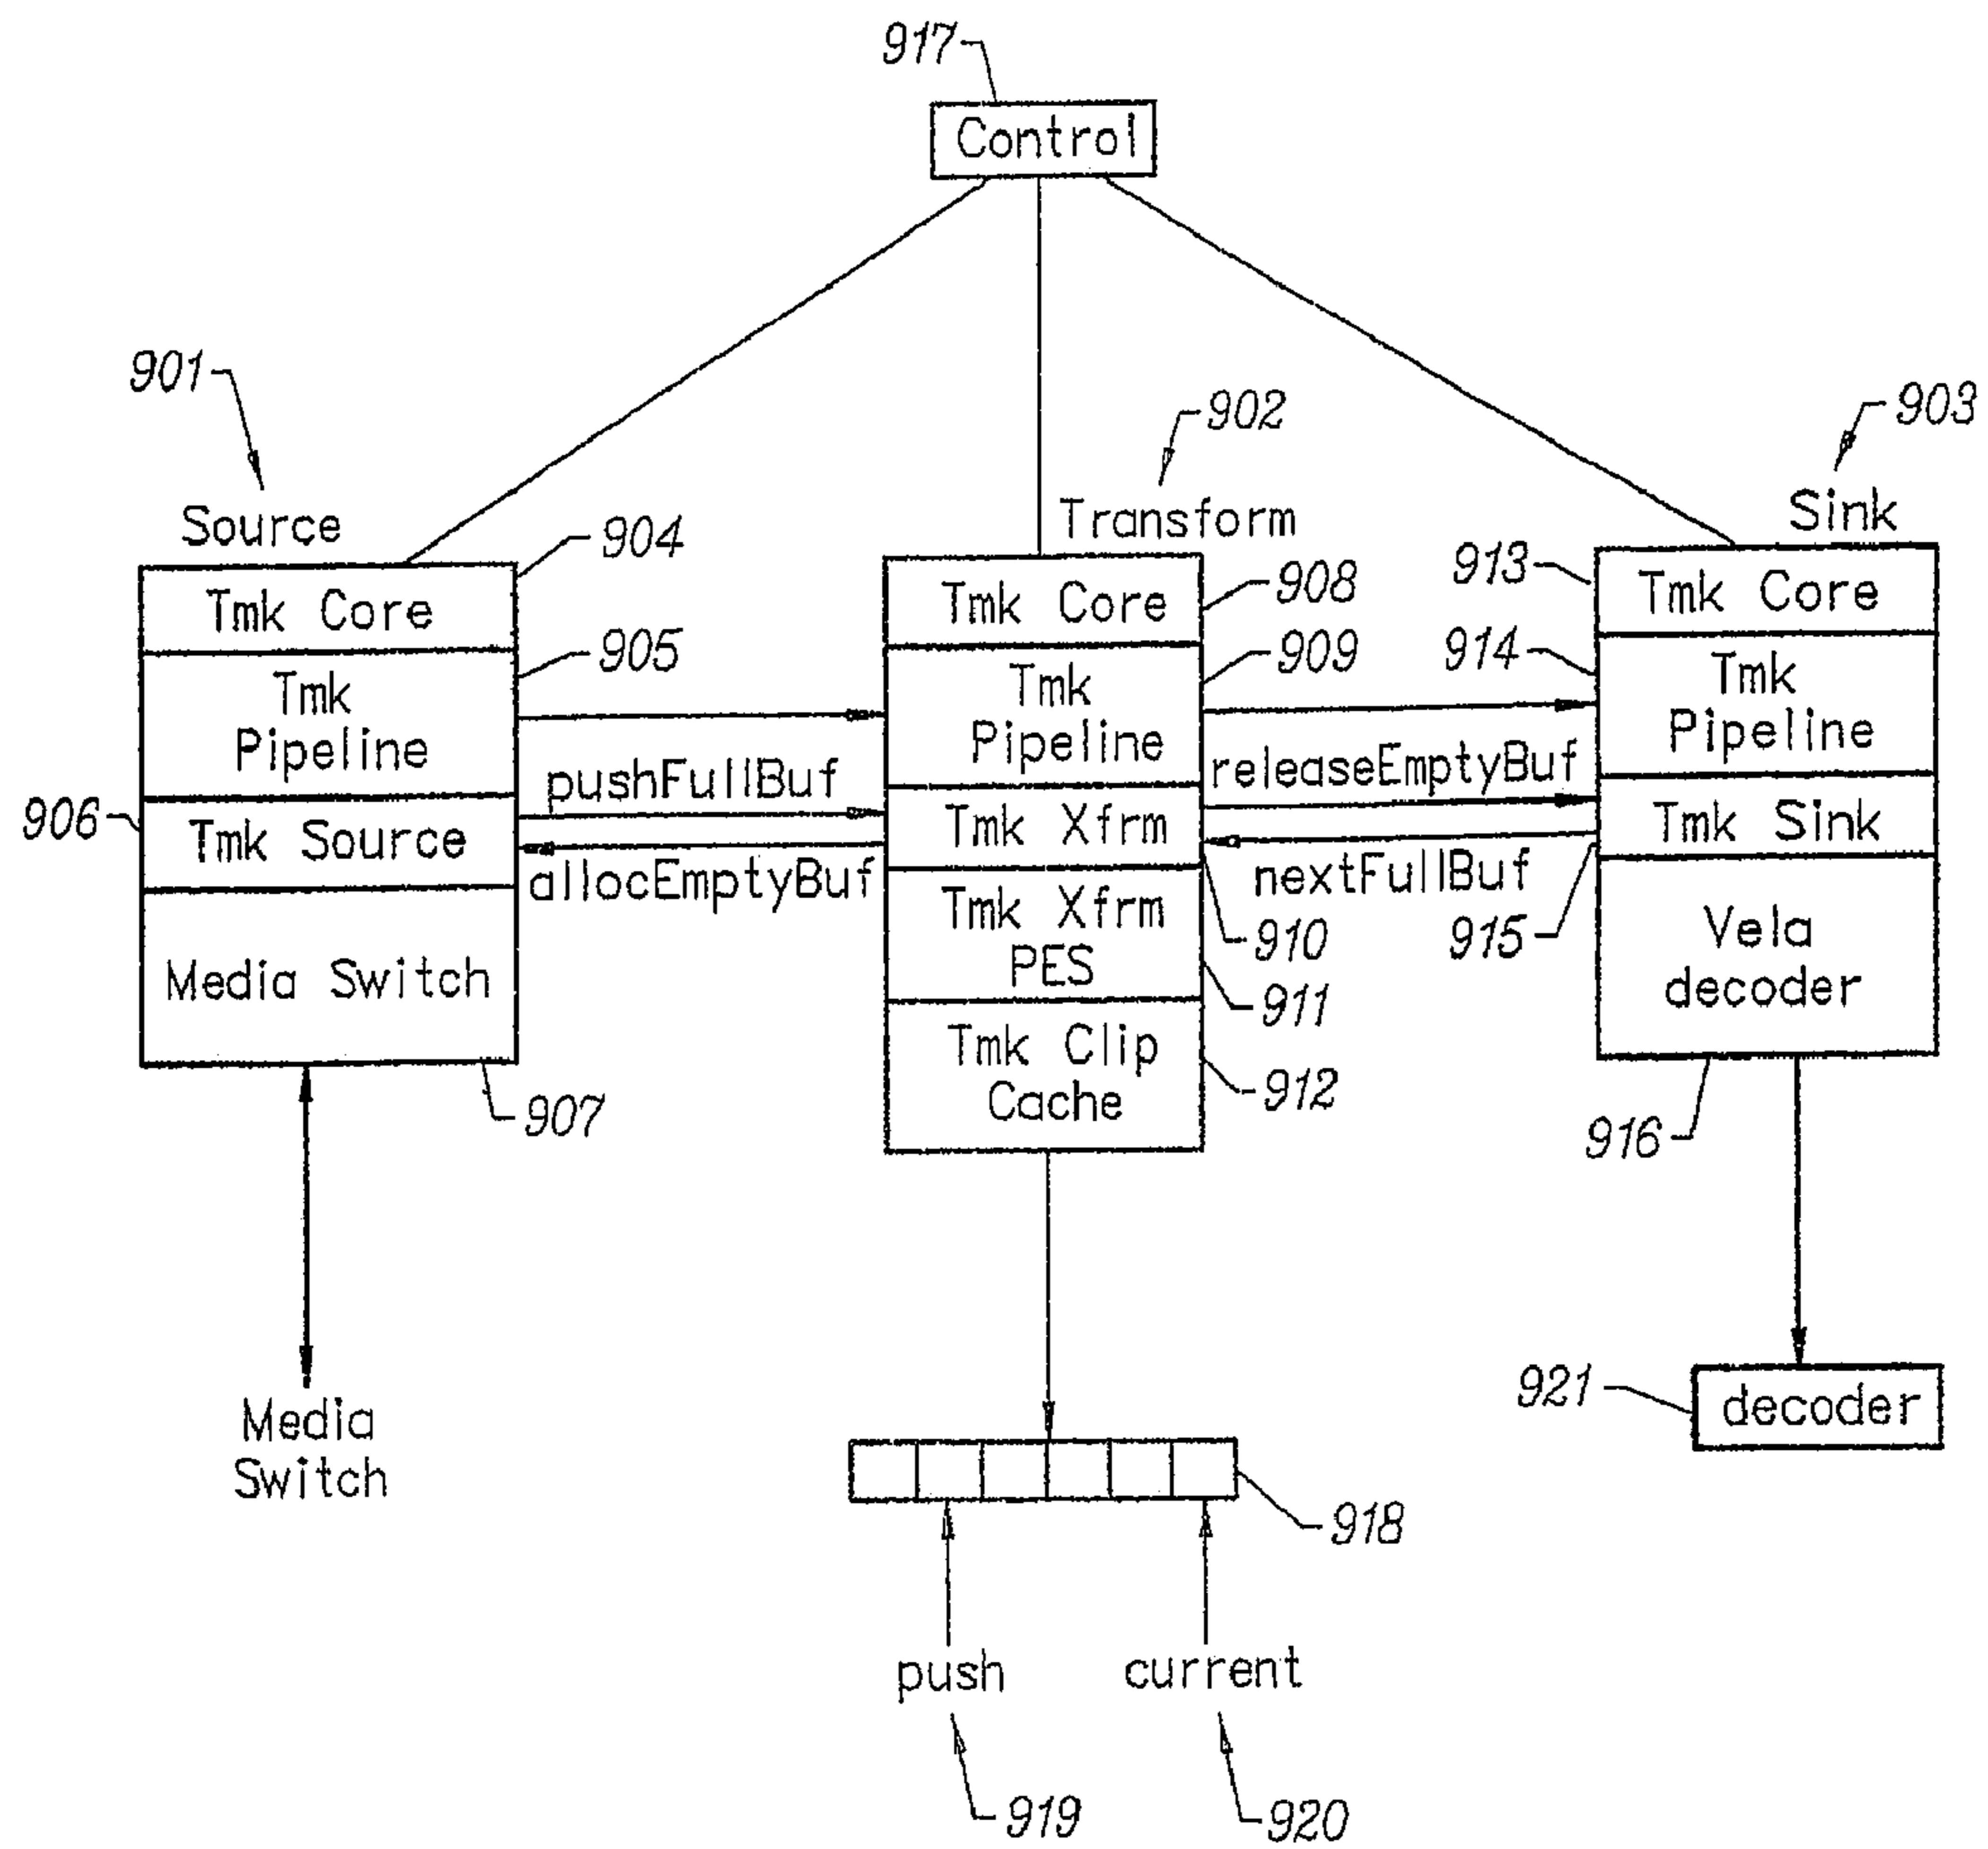 917
Control
901
902
903
Source
Transform
Sink
904
908
913
Tmk Core
Tmk Core
Tmk Core
905
909
914
Tmk
Pipeline
Tmk
Pipeline
Tmk
Pipeline
pushFullBuf
releaseEmptyBuf
906
Tmk Source
Tmk Xfrm
Tmk Sink
allocEmptyBuf
nextFullBuf
910
915
Media Switch
Tmk Xfrm
PES
Vela
decoder
911
Tmk Clip
Cache
907
912
916
Media
Switch
921
decoder
918
push
current
919
920